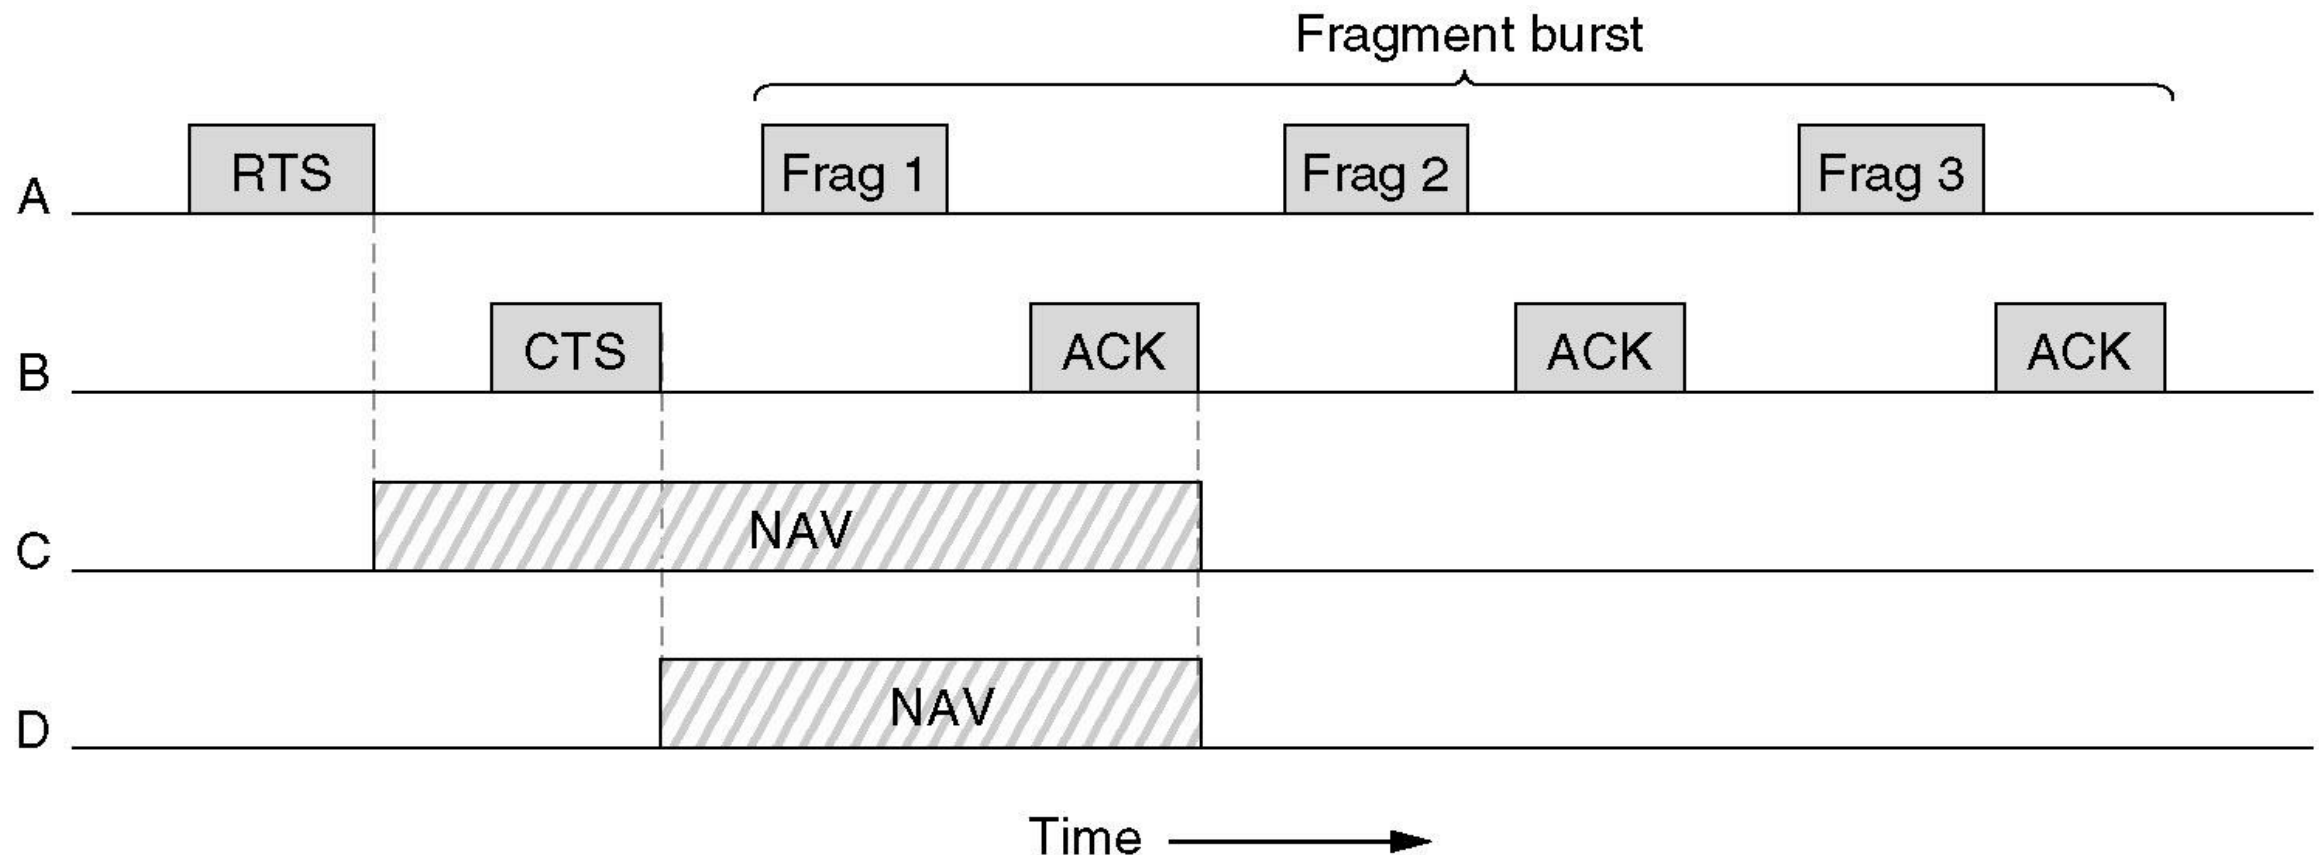 Fragment burst
A RTS Frag 1 Frag 2 Frag 3
B CTS ACK ACK ACK
C NAV
D NAV
Time